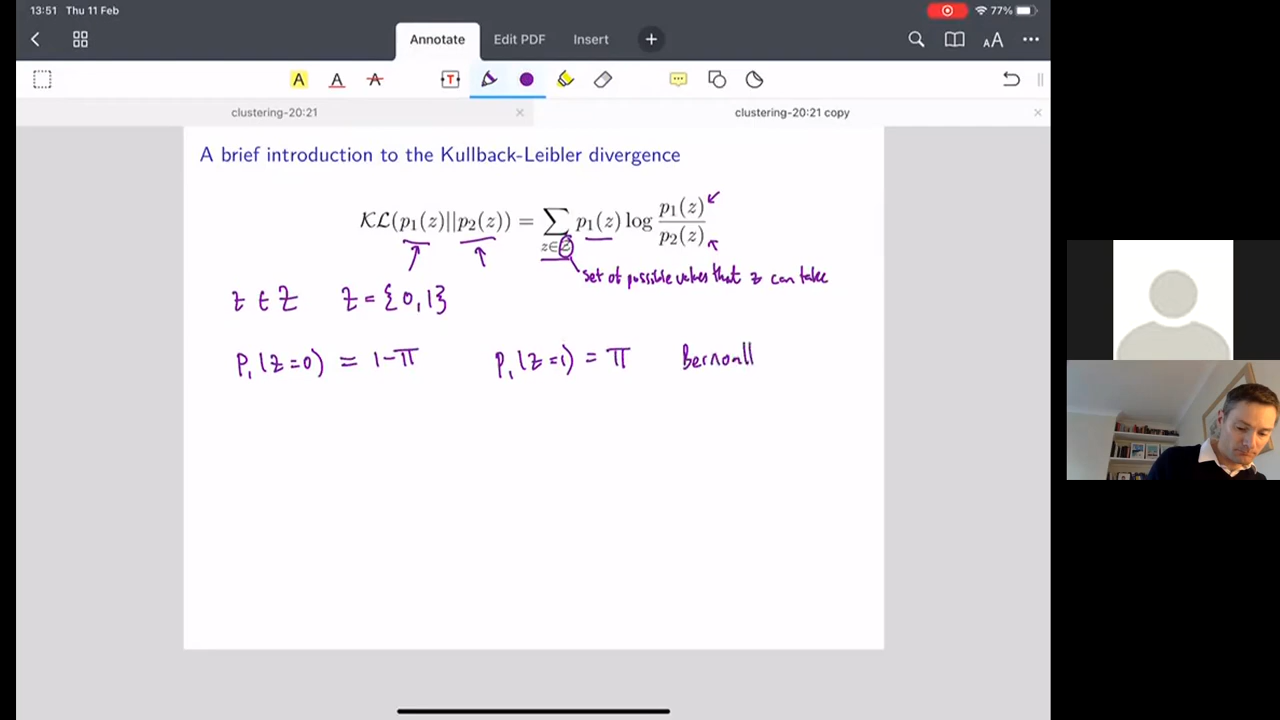 13:51 Thu 11 Feb
77%
Annotate Edit PDF Insert
A A A T AA
clustering-20:21
clustering-20:21 copy
A brief introduction to the Kullback-Leibler divergence
KL(p₁(z)||p₂(z)) = ∑_{z∈Z} p₁(z) log p₁(z)/p₂(z)
set of possible values that z can take
z ∈ Z Z = {0,1}
P₁(z=0) = 1-π P₁(z=1) = π Bernoull